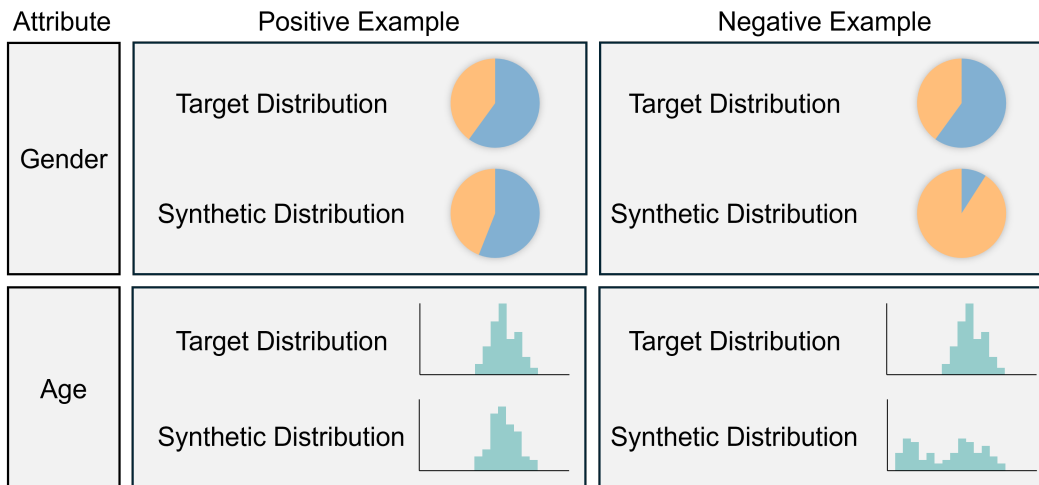 Attribute
Positive Example
Negative Example
Gender
Target Distribution
Synthetic Distribution
Target Distribution
Synthetic Distribution
Age
Target Distribution
Synthetic Distribution
Target Distribution
Synthetic Distribution